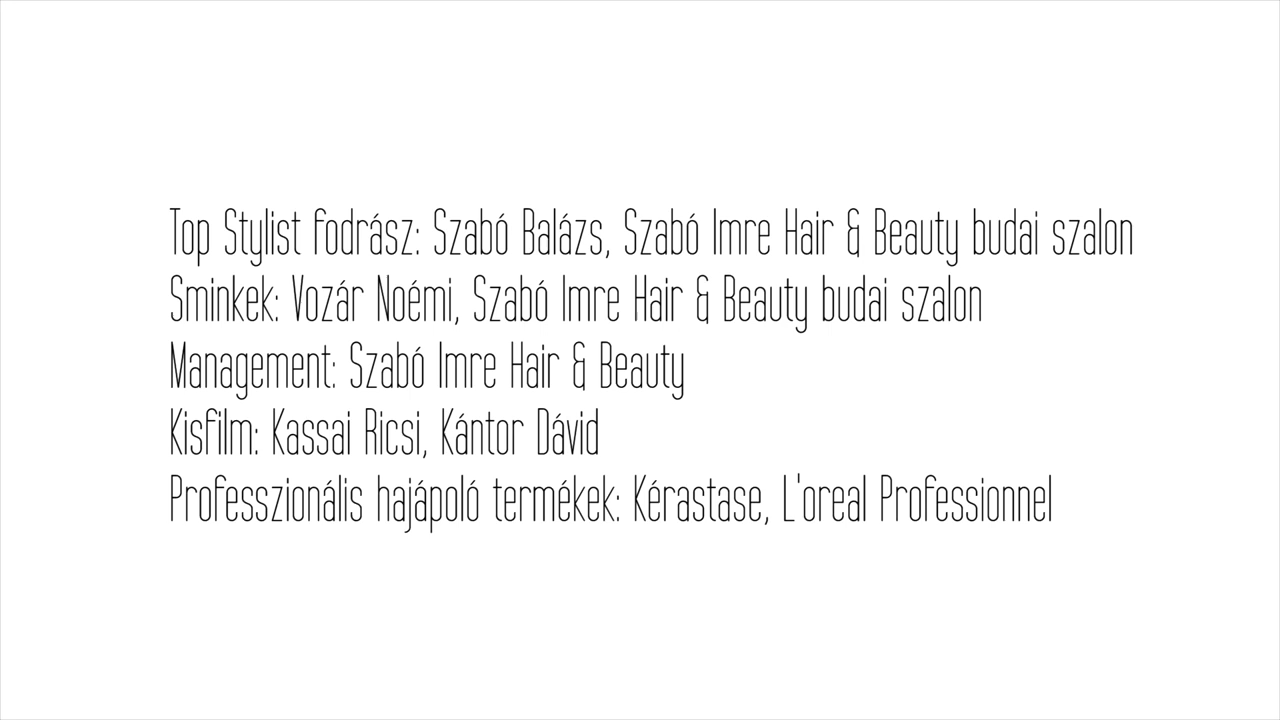 Top Stylist fodrász: Szabó Balázs, Szabó Imre Hair & Beauty budai szalon
Sminkek: Vozár Noémi, Szabó Imre Hair & Beauty budai szalon
Management: Szabó Imre Hair & Beauty
Kisfilm: Kassai Ricsi, Kántor Dávid
Professzionális hajápoló termékek: Kérastase, L'oreal Professionnel